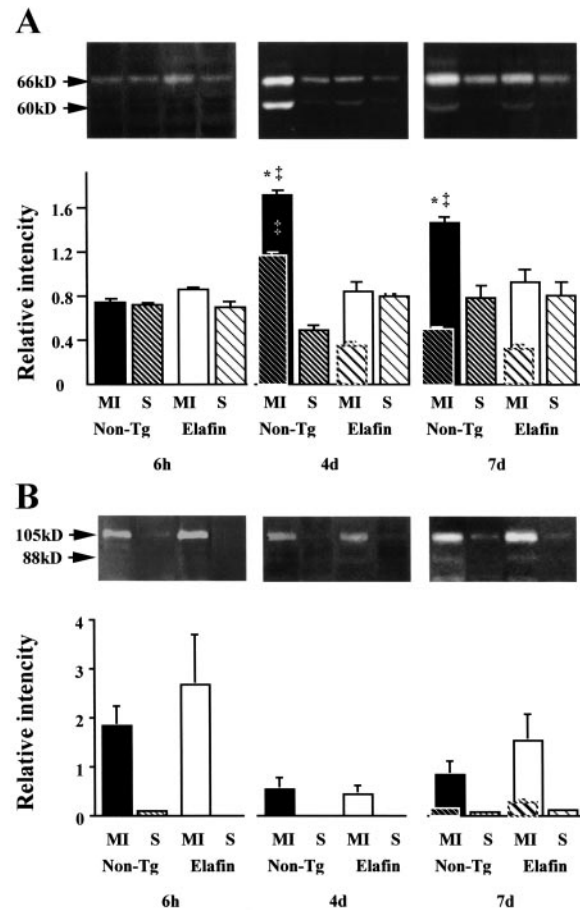 A
66kD
60kD
Relative intencity
1.6
1.2
0.8
0.4
0
*‡
‡
*‡
MI S MI S MI S MI S MI S MI S
Non-Tg Elafin Non-Tg Elafin Non-Tg Elafin
6h 4d 7d
B
105kD
88kD
Relative intencity
4
3
2
1
0
MI S MI S MI S MI S MI S MI S
Non-Tg Elafin Non-Tg Elafin Non-Tg Elafin
6h 4d 7d